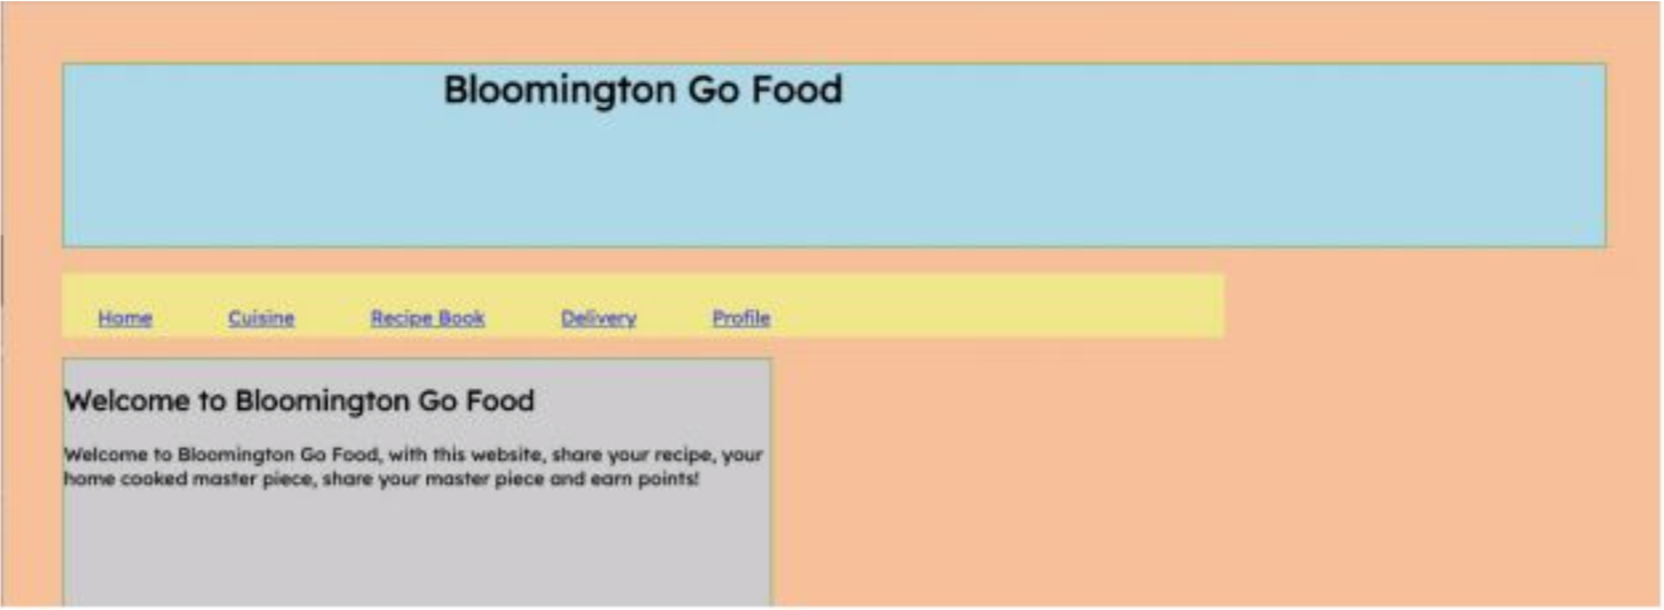 Bloomington Go Food
Home Cuisine Recipe Book Delivery Profile
Welcome to Bloomington Go Food
Welcome to Bloomington Go Food, with this website, share your recipe, your
home cooked master piece, share your master piece and earn points!